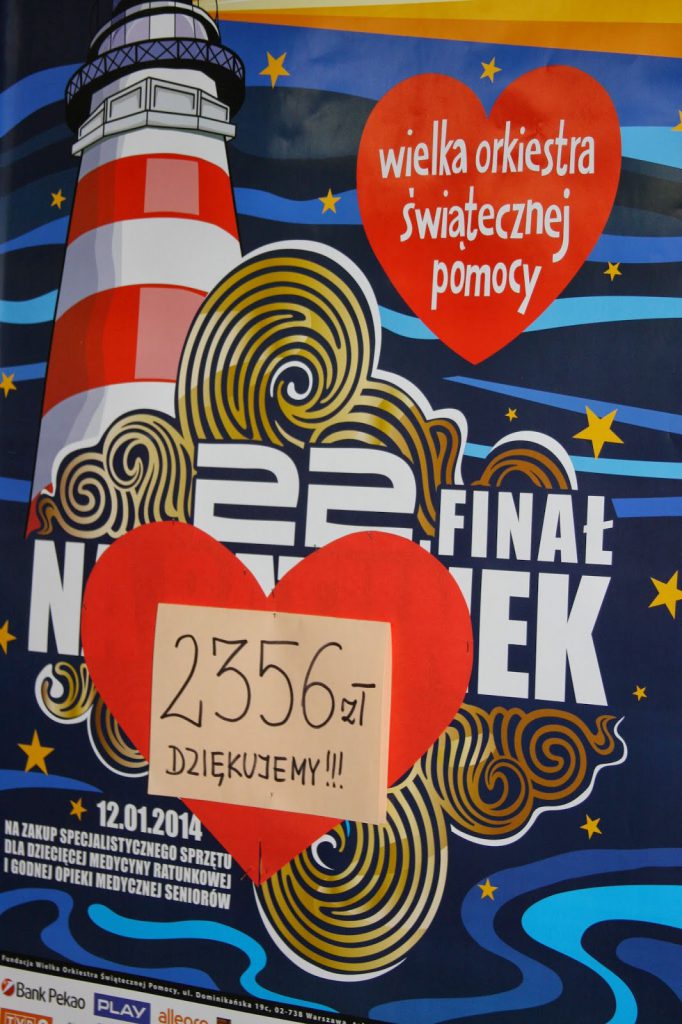 wielka orkiestra
świątecznej
pomocy
22. FINAŁ
2356 zł
DZIĘKUJEMY!!!
12.01.2014
NA ZAKUP SPECJALISTYCZNEGO SPRZĘTU
DLA DZIECIĘCEJ MEDYCYNY RATUNKOWEJ
I GODNEJ OPIEKI MEDYCZNEJ SENIORÓW
Fundacja Wielka Orkiestra Świątecznej Pomocy, ul. Dominikańska 19c, 02-738 Warszawa,
Bank Pekao PLAY
allegro